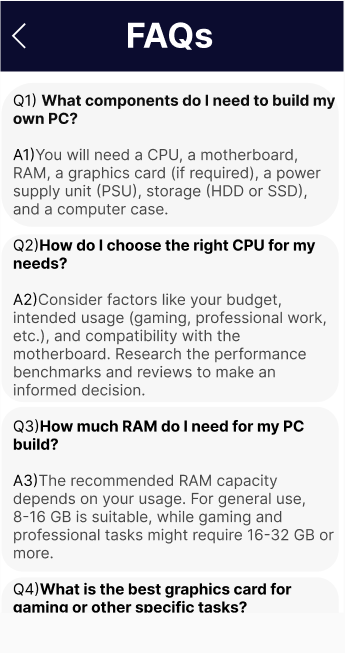 FAQs
Q1) What components do I need to build my
own PC?
A1)You will need a CPU, a motherboard,
RAM, a graphics card (if required), a power
supply unit (PSU), storage (HDD or SSD),
and a computer case.
Q2)How do I choose the right CPU for my
needs?
A2)Consider factors like your budget,
intended usage (gaming, professional work,
etc.), and compatibility with the
motherboard. Research the performance
benchmarks and reviews to make an
informed decision.
Q3)How much RAM do I need for my PC
build?
A3)The recommended RAM capacity
depends on your usage. For general use,
8-16 GB is suitable, while gaming and
professional tasks might require 16-32 GB or
more.
Q4)What is the best graphics card for
gaming or other specific tasks?